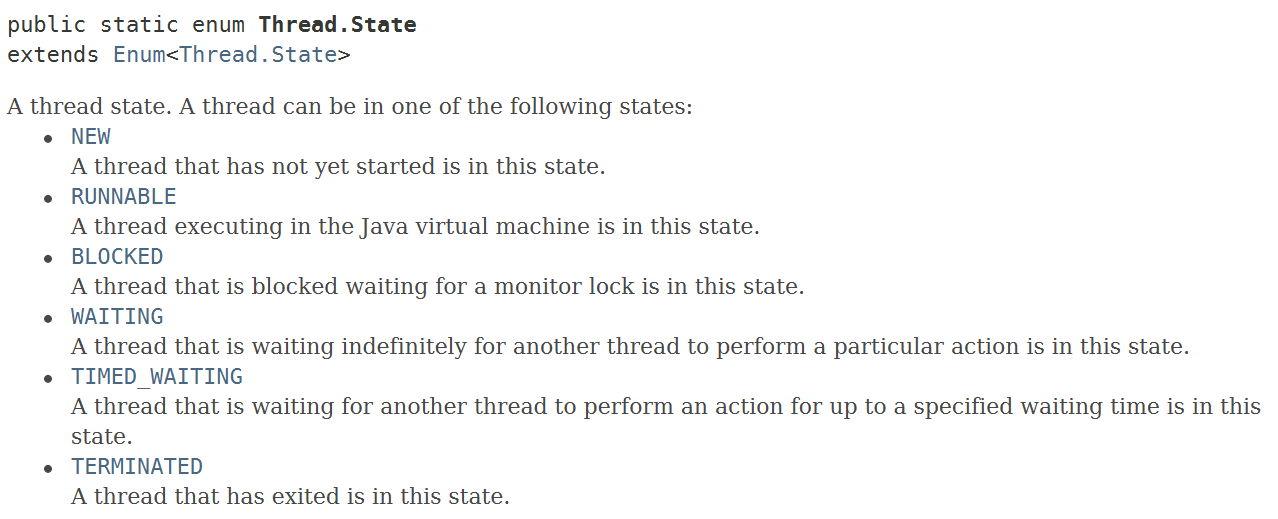 public static enum Thread.State
extends Enum<Thread.State>
A thread state. A thread can be in one of the following states:
• NEW
A thread that has not yet started is in this state.
• RUNNABLE
A thread executing in the Java virtual machine is in this state.
• BLOCKED
A thread that is blocked waiting for a monitor lock is in this state.
• WAITING
A thread that is waiting indefinitely for another thread to perform a particular action is in this state.
• TIMED_WAITING
A thread that is waiting for another thread to perform an action for up to a specified waiting time is in this
state.
• TERMINATED
A thread that has exited is in this state.